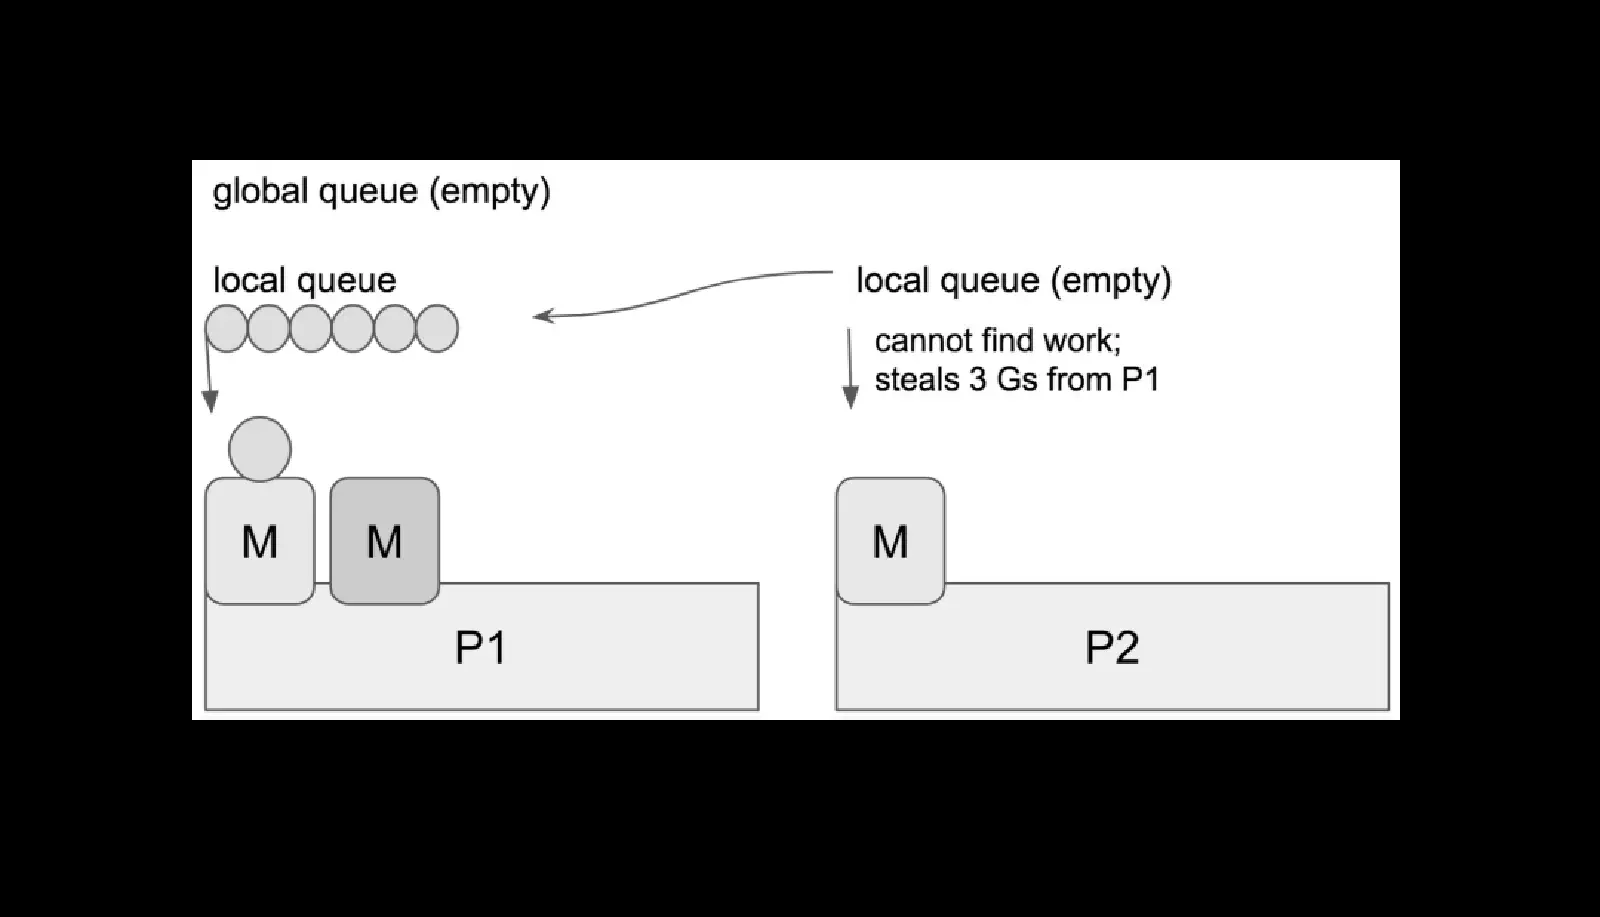 global queue (empty)
local queue
local queue (empty)
cannot find work;
steals 3 Gs from P1
M
M
M
P1
P2